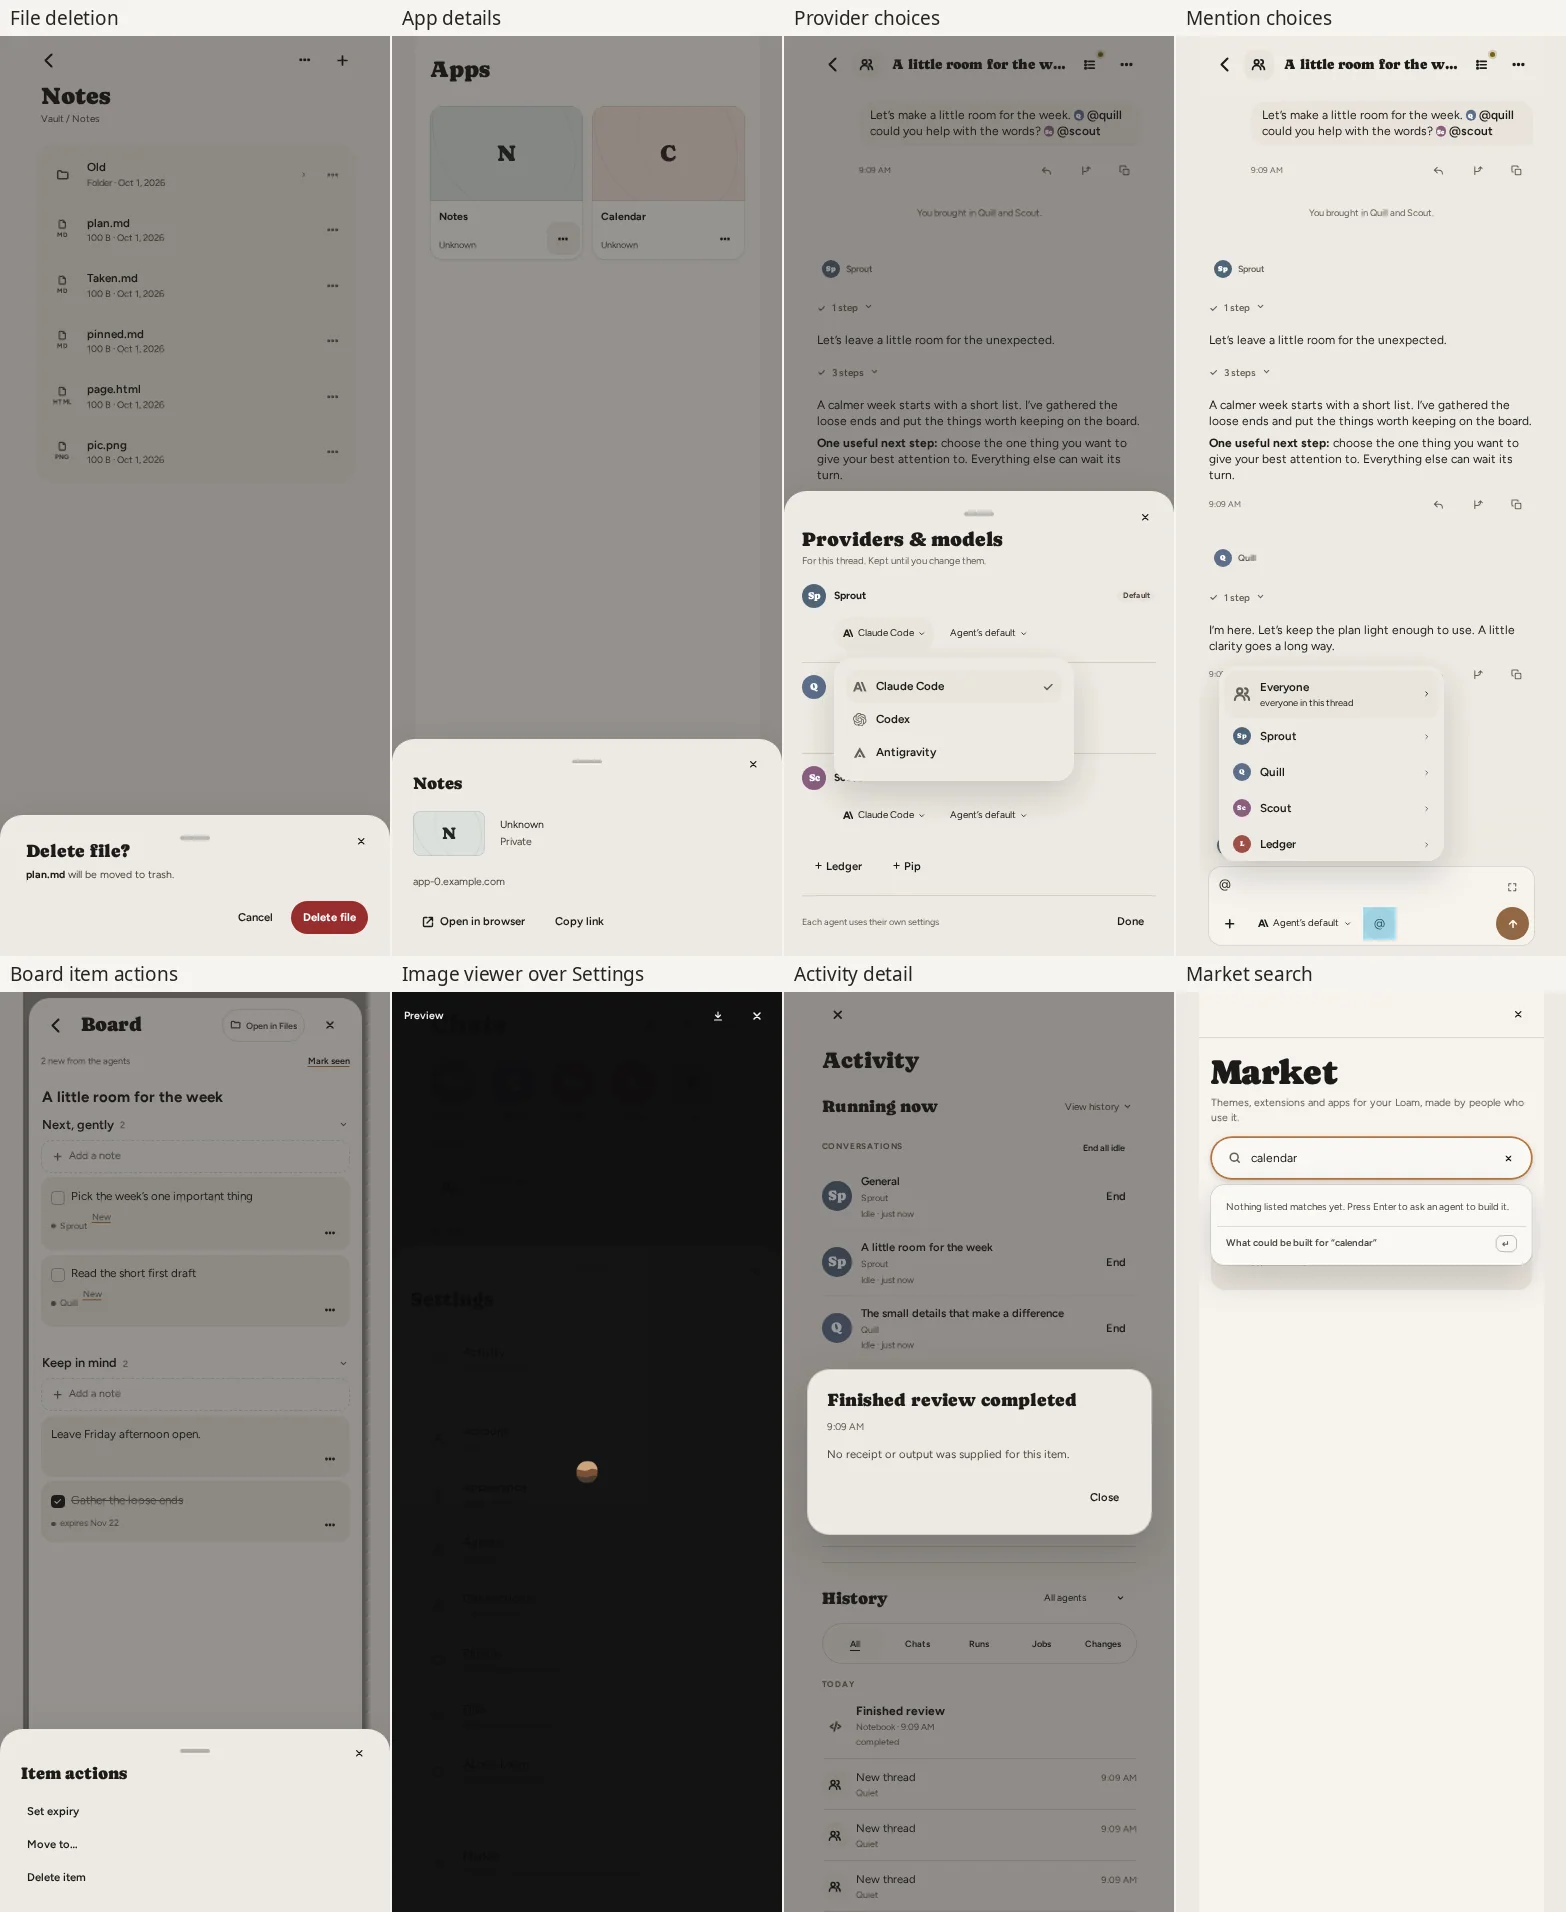 File deletion
Notes
Vault / Notes
Old
Folder · Oct 1, 2026
MD
plan.md
100 B · Oct 1, 2026
MD
Taken.md
100 B · Oct 1, 2026
MD
pinned.md
100 B · Oct 1, 2026
HTML
page.html
100 B · Oct 1, 2026
PNG
pic.png
100 B · Oct 1, 2026
Delete file?
plan.md will be moved to trash.
Cancel
Delete file
App details
Apps
N
C
Notes
Calendar
Unknown
Unknown
Notes
N
Unknown
Private
app-0.example.com
Open in browser
Copy link
Provider choices
A little room for the w...
Let's make a little room for the week. Q @quill
could you help with the words? Sc @scout
9:09 AM
You brought in Quill and Scout.
Sp Sprout
1 step
Let's leave a little room for the unexpected.
3 steps
A calmer week starts with a short list. I've gathered the
loose ends and put the things worth keeping on the board.
One useful next step: choose the one thing you want to
give your best attention to. Everything else can wait its
turn.
Providers & models
For this thread. Kept until you change them.
Sp Sprout
Default
Claude Code
Agent's default
Q
Claude Code
Codex
Antigravity
Sc
Claude Code
Agent's default
+ Ledger
+ Pip
Each agent uses their own settings
Done
Mention choices
A little room for the w...
Let's make a little room for the week. Q @quill
could you help with the words? Sc @scout
9:09 AM
You brought in Quill and Scout.
Sp Sprout
1 step
Let's leave a little room for the unexpected.
3 steps
A calmer week starts with a short list. I've gathered the
loose ends and put the things worth keeping on the board.
One useful next step: choose the one thing you want to
give your best attention to. Everything else can wait its
turn.
9:09 AM
Q Quill
1 step
I'm here. Let's keep the plan light enough to use. A little
clarity goes a long way.
Everyone
everyone in this thread
Sp Sprout
Q Quill
Sc Scout
L Ledger
@
Agent's default
@
Board item actions
Board
Open in Files
2 new from the agents
Mark seen
A little room for the week
Next, gently 2
+ Add a note
Pick the week's one important thing
Sprout New
Read the short first draft
Quill New
Keep in mind 2
+ Add a note
Leave Friday afternoon open.
Gather the loose ends
expires Nov 22
Item actions
Set expiry
Move to...
Delete item
Image viewer over Settings
Preview
Chats
Settings
Activity detail
Activity
Running now
View history
CONVERSATIONS
End all idle
Sp
General
Sprout
Idle · just now
End
Sp
A little room for the week
Sprout
Idle · just now
End
Q
The small details that make a difference
Quill
Idle · just now
End
Finished review completed
9:09 AM
No receipt or output was supplied for this item.
Close
History
All agents
All
Chats
Runs
Jobs
Changes
TODAY
Finished review
Notebook · 9:09 AM
completed
New thread
9:09 AM
Quiet
New thread
9:09 AM
Quiet
New thread
9:09 AM
Quiet
Market search
Market
Themes, extensions and apps for your Loam, made by people who
use it.
calendar
Nothing listed matches yet. Press Enter to ask an agent to build it.
What could be built for "calendar"